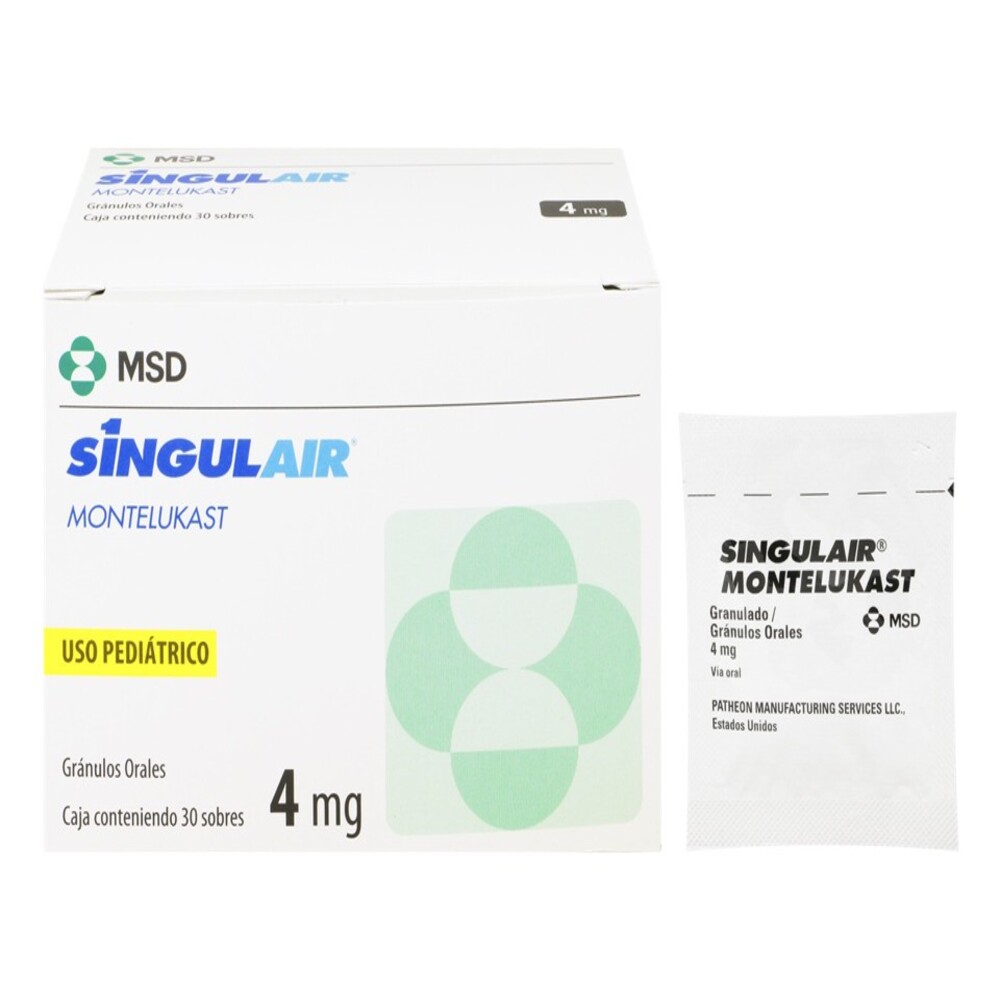 MSD
SINGULAIR
MONTELUKAST
Gránulos Orales
Caja conteniendo 30 sobres
4 mg
MSD
SINGULAIR®
MONTELUKAST
USO PEDIÁTRICO
Gránulos Orales
Caja conteniendo 30 sobres
4 mg
SINGULAIR®
MONTELUKAST
Granulado /
Gránulos Orales
4 mg
Via oral
MSD
PATHEON MANUFACTURING SERVICES LLC.,
Estados Unidos